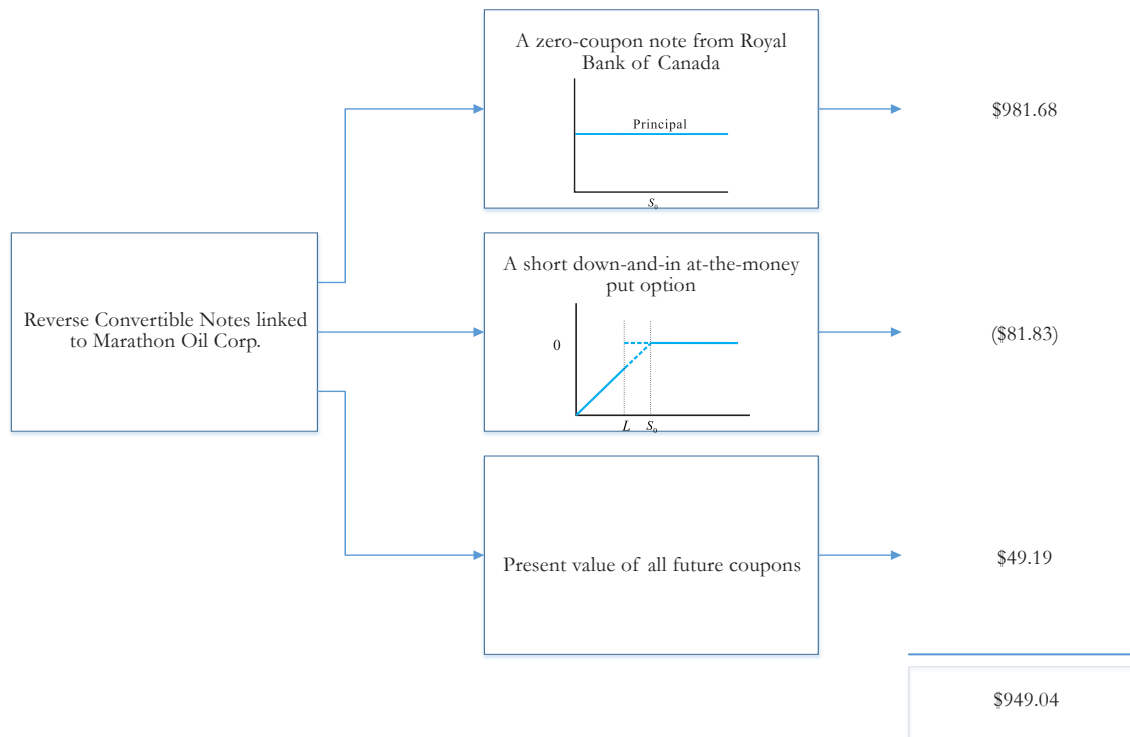 A zero-coupon note from Royal
Bank of Canada
Principal
S₀
$981.68
Reverse Convertible Notes linked
to Marathon Oil Corp.
A short down-and-in at-the-money
put option
0
L S₀
($81.83)
Present value of all future coupons
$49.19
$949.04